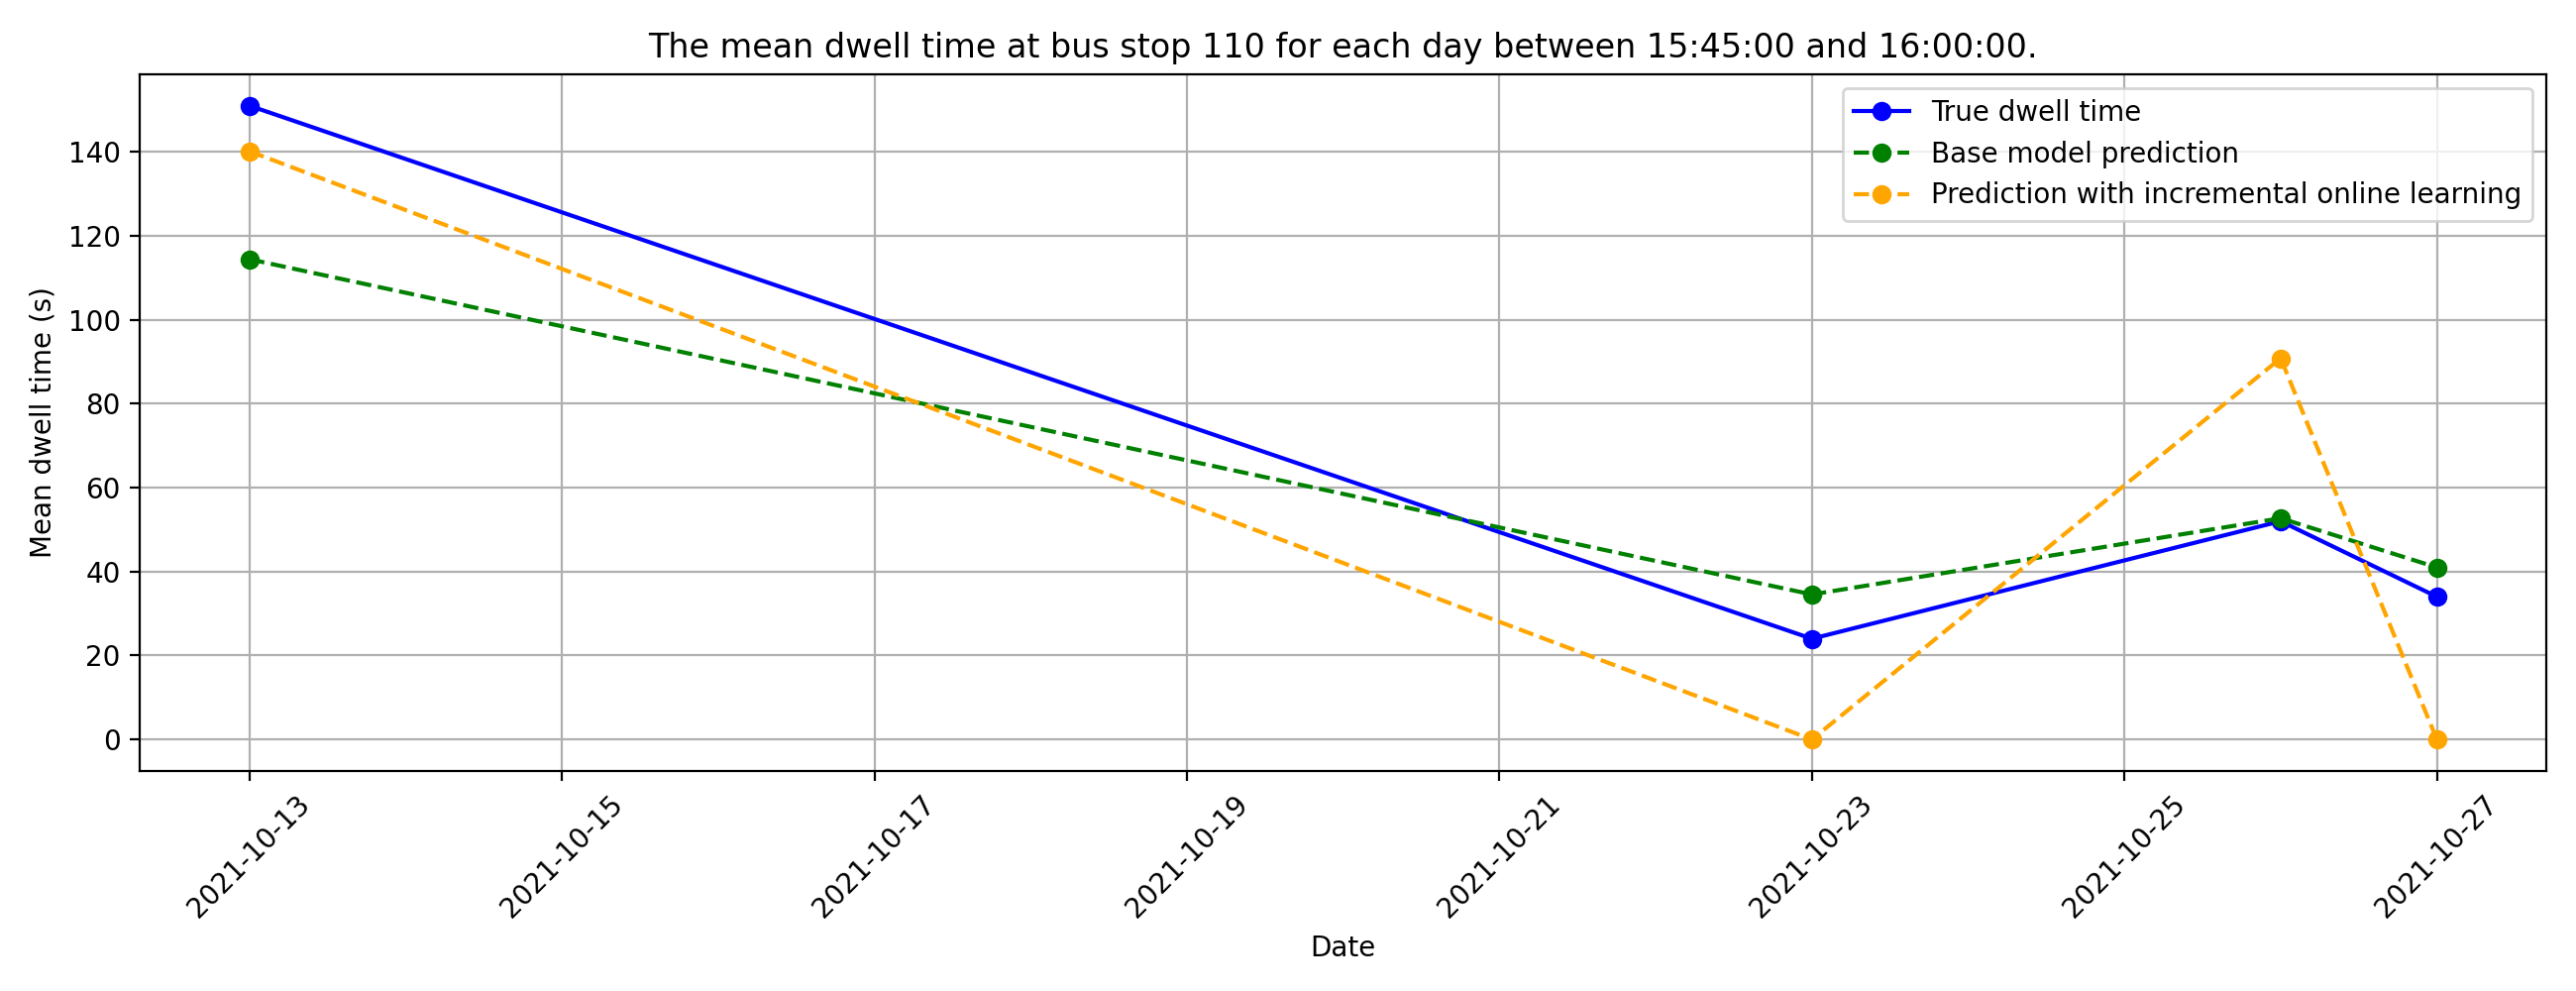 The mean dwell time at bus stop 110 for each day between 15:45:00 and 16:00:00.
True dwell time
Base model prediction
Prediction with incremental online learning
Mean dwell time (s)
140
120
100
80
60
40
20
0
2021-10-13
2021-10-15
2021-10-17
2021-10-19
2021-10-21
2021-10-23
2021-10-25
2021-10-27
Date